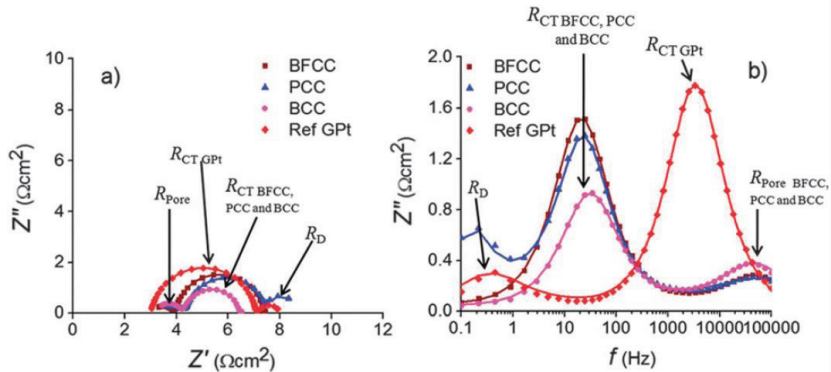 a)
BFCC
PCC
BCC
Ref GPt
R_CT GPt
R_Pore
R_CT BFCC,
PCC and BCC
R_D
10
8
6
4
2
0
Z" (Ωcm²)
0 2 4 6 8 10 12
Z' (Ωcm²)
R_CT BFCC, PCC
and BCC
R_CT GPt
b)
BFCC
PCC
BCC
Ref GPt
R_D
R_Pore BFCC,
PCC and BCC
2.0
1.6
1.2
0.8
0.4
0.0
Z" (Ωcm²)
0.1 1 10 100 1000 10000 100000
f (Hz)